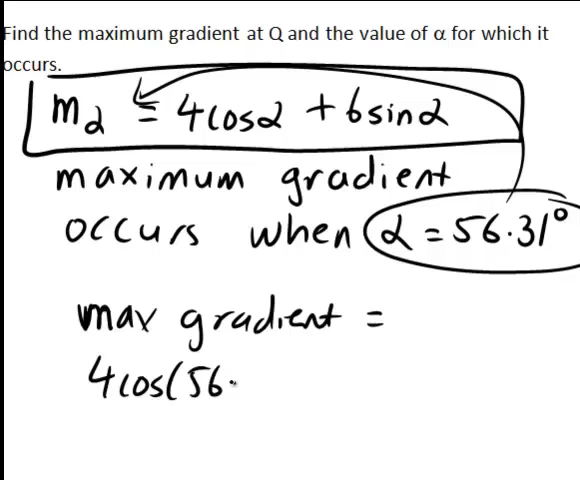 Find the maximum gradient at Q and the value of α for which it
occurs.
mα = 4cosα + 6sinα
maximum gradient
occurs when α = 56.31°
max gradient =
4cos(56.